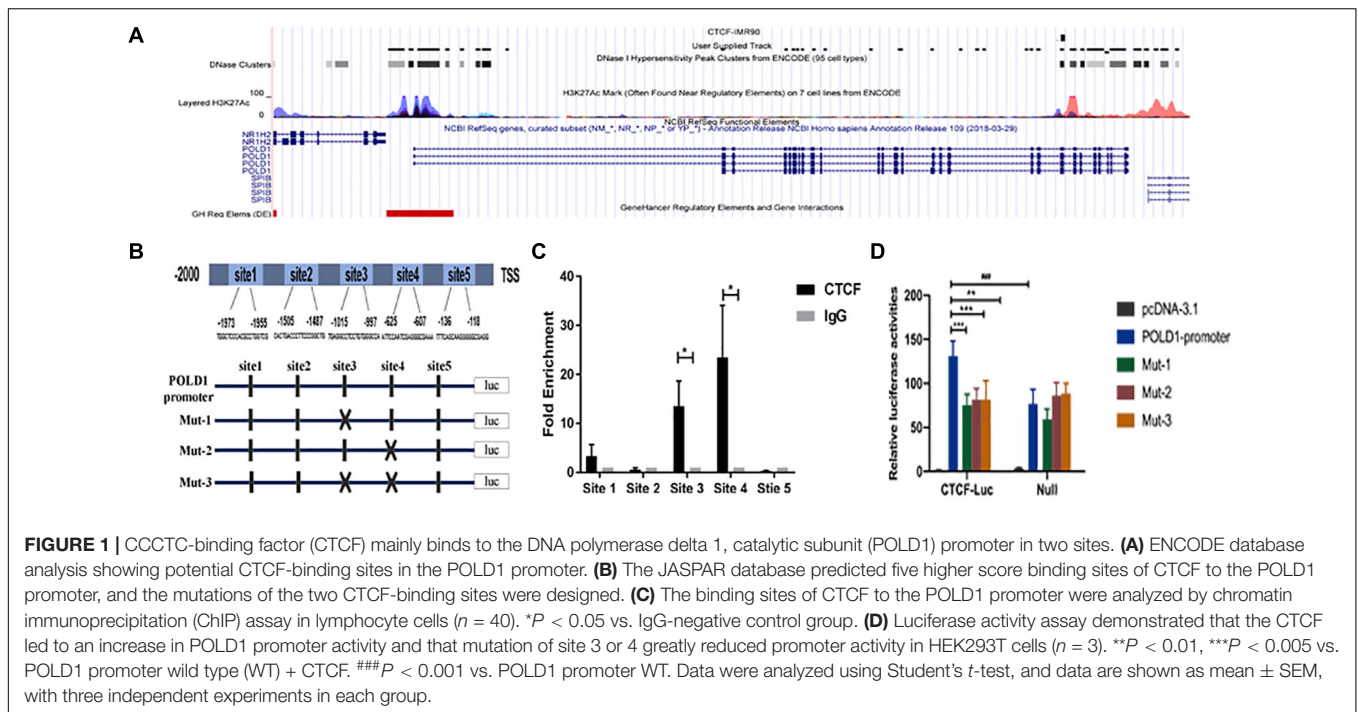 A
CTCF-IMR90
User Supplied Track
DNase I Hypersensitivity Peak Clusters from ENCODE (95 cell types)
DNase Clusters
H3K27Ac Mark (Often Found Near Regulatory Elements) on 7 cell lines from ENCODE
100
Layered H3K27Ac
0
NCBI RefSeq Functional Elements
NCBI RefSeq genes, curated subset (NM_*, NR_*, NP_* or YP_*) - Annotation Release NCBI Homo sapiens Annotation Release 109 (2018-03-29)
NR1H2
NR1H2
POLD1
POLD1
POLD1
POLD1
SPIB
SPIB
SPIB
SPIB
GeneHancer Regulatory Elements and Gene Interactions
GH Reg Elems (DE)
B
-2000 site1 site2 site3 site4 site5 TSS
-1973 -1955 -1505 -1487 -1015 -997 -625 -607 -136 -118
site1 site2 site3 site4 site5
POLD1 promoter luc
Mut-1 luc
Mut-2 luc
Mut-3 luc
C
Fold Enrichment
40
30
20
10
0
* *
CTCF
IgG
Site 1 Site 2 Site 3 Site 4 Stie 5
D
Relative luciferase activities
200
150
100
50
0
###
**
***
***
CTCF-Luc Null
pcDNA-3.1
POLD1-promoter
Mut-1
Mut-2
Mut-3
FIGURE 1 | CCCTC-binding factor (CTCF) mainly binds to the DNA polymerase delta 1, catalytic subunit (POLD1) promoter in two sites. (A) ENCODE database
analysis showing potential CTCF-binding sites in the POLD1 promoter. (B) The JASPAR database predicted five higher score binding sites of CTCF to the POLD1
promoter, and the mutations of the two CTCF-binding sites were designed. (C) The binding sites of CTCF to the POLD1 promoter were analyzed by chromatin
immunoprecipitation (ChIP) assay in lymphocyte cells (n = 40). *P < 0.05 vs. IgG-negative control group. (D) Luciferase activity assay demonstrated that the CTCF
led to an increase in POLD1 promoter activity and that mutation of site 3 or 4 greatly reduced promoter activity in HEK293T cells (n = 3). **P < 0.01, ***P < 0.005 vs.
POLD1 promoter wild type (WT) + CTCF. ###P < 0.001 vs. POLD1 promoter WT. Data were analyzed using Student's t-test, and data are shown as mean ± SEM,
with three independent experiments in each group.